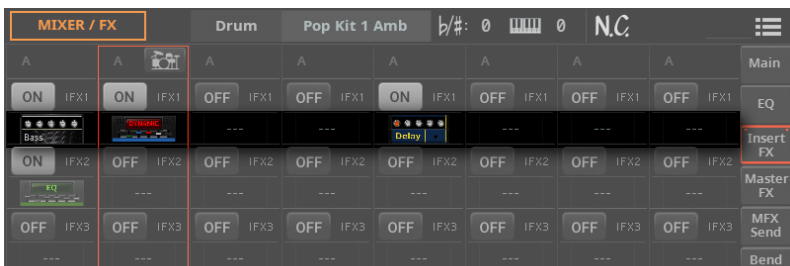 MIXER / FX Drum Pop Kit 1 Amb ♭/#: 0 0 N.C.
A A A A A A A A Main
ON IFX1 ON IFX1 OFF IFX1 OFF IFX1 ON IFX1 OFF IFX1 OFF IFX1 OFF IFX1 EQ
Bass DYNAMIC --- --- Delay --- --- ---
Insert
FX
ON IFX2 OFF IFX2 OFF IFX2 OFF IFX2 OFF IFX2 OFF IFX2 OFF IFX2 OFF IFX2
EQ --- --- --- --- --- --- ---
Master
FX
OFF IFX3 OFF IFX3 OFF IFX3 OFF IFX3 OFF IFX3 OFF IFX3 OFF IFX3 OFF IFX3
MFX
Send
--- --- --- --- --- --- --- --- Bend